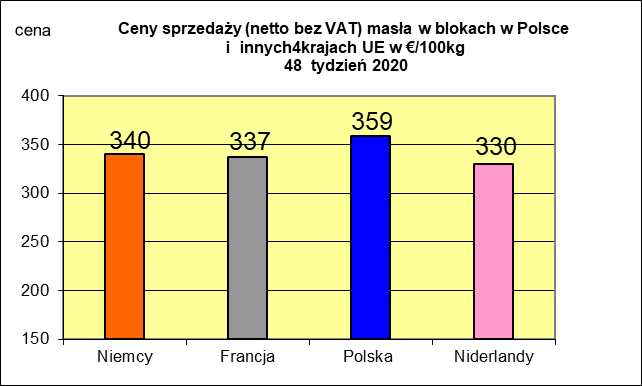 cena
Ceny sprzedaży (netto bez VAT) masła w blokach w Polsce
i innych4krajach UE w €/100kg
48 tydzień 2020
400
350
300
250
200
150
340
337
359
330
Niemcy
Francja
Polska
Niderlandy